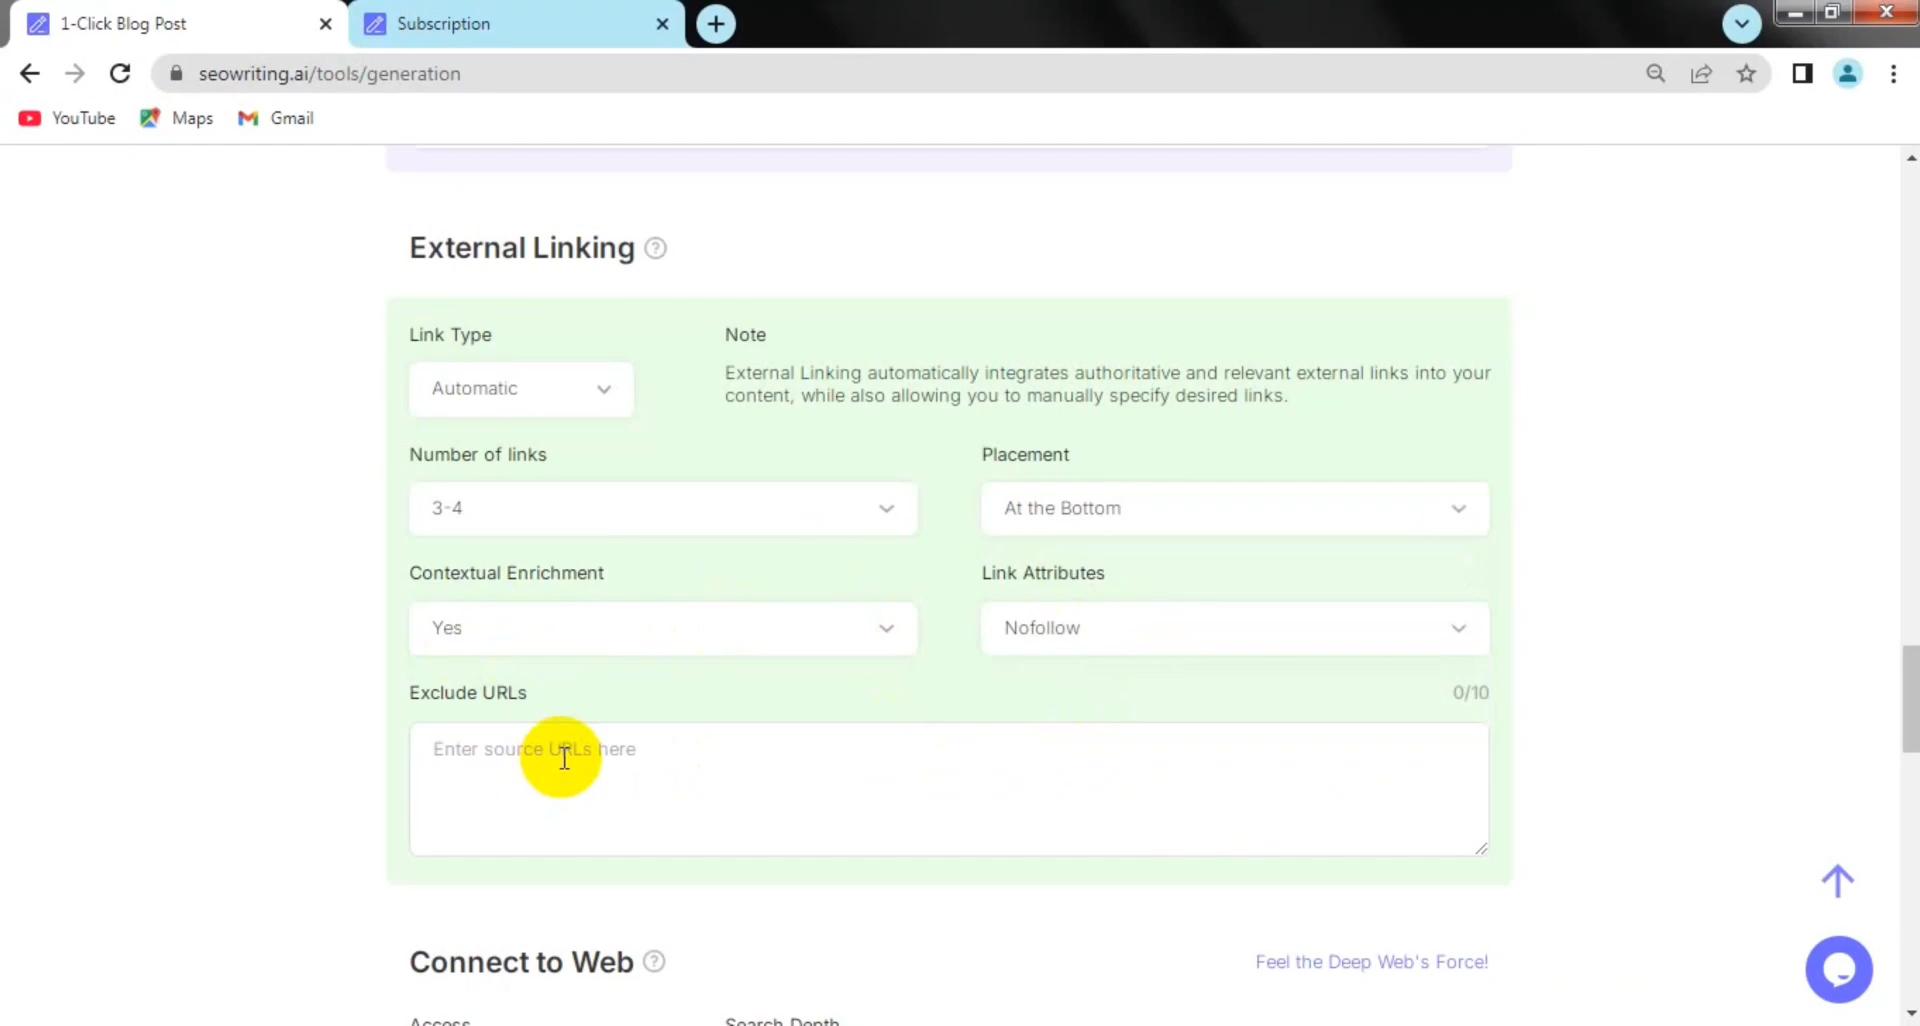 1-Click Blog Post
Subscription
seowriting.ai/tools/generation
YouTube
Maps
Gmail
External Linking
Link Type
Note
Automatic
External Linking automatically integrates authoritative and relevant external links into your
content, while also allowing you to manually specify desired links.
Number of links
Placement
3-4
At the Bottom
Contextual Enrichment
Link Attributes
Yes
Nofollow
Exclude URLs
0/10
Enter source URLs here
Connect to Web
Feel the Deep Web's Force!
Access
Search Depth